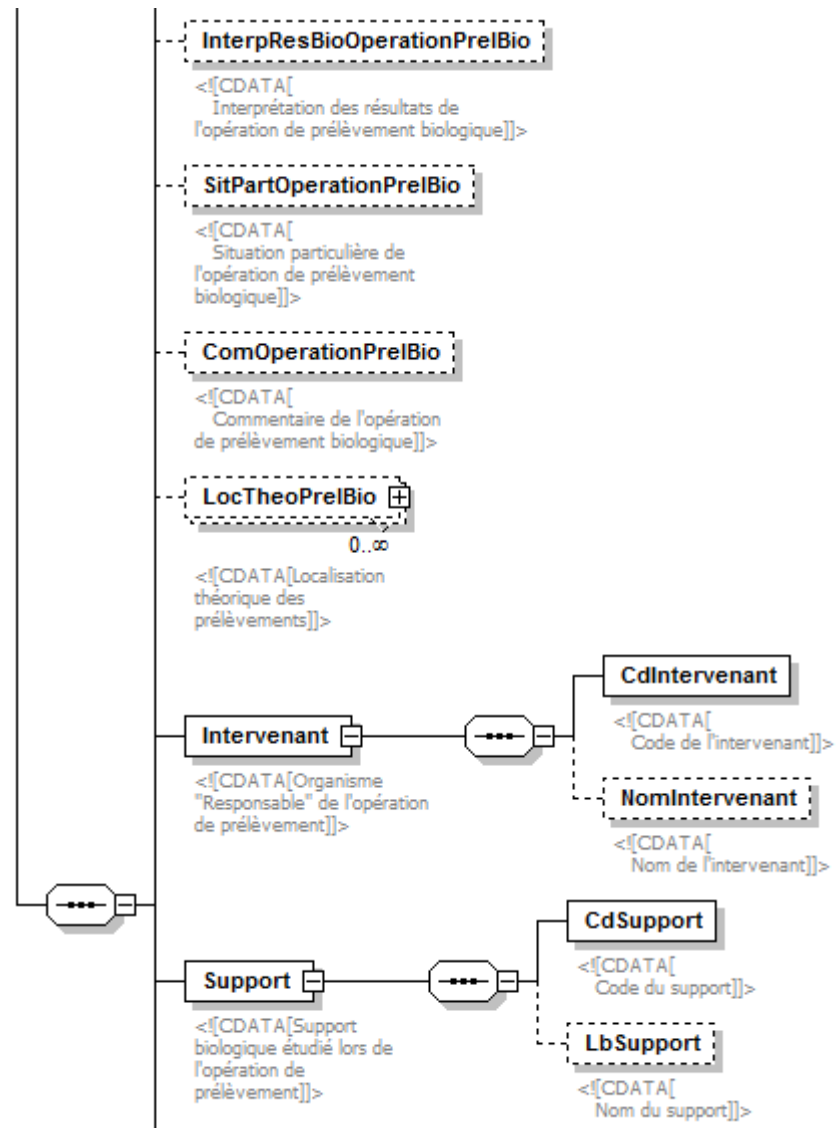 InterpResBioOperationPrelBio
<![CDATA[
Interprétation des résultats de
l'opération de prélèvement biologique]]>
SitPartOperationPrelBio
<![CDATA[
Situation particulière de
l'opération de prélèvement
biologique]]>
ComOperationPrelBio
<![CDATA[
Commentaire de l'opération
de prélèvement biologique]]>
LocTheoPrelBio
0..∞
<![CDATA[Localisation
théorique des
prélèvements]]>
Intervenant
<![CDATA[Organisme
"Responsable" de l'opération
de prélèvement]]>
CdIntervenant
<![CDATA[
Code de l'intervenant]]>
NomIntervenant
<![CDATA[
Nom de l'intervenant]]>
Support
<![CDATA[Support
biologique étudié lors de
l'opération de
prélèvement]]>
CdSupport
<![CDATA[
Code du support]]>
LbSupport
<![CDATA[
Nom du support]]>